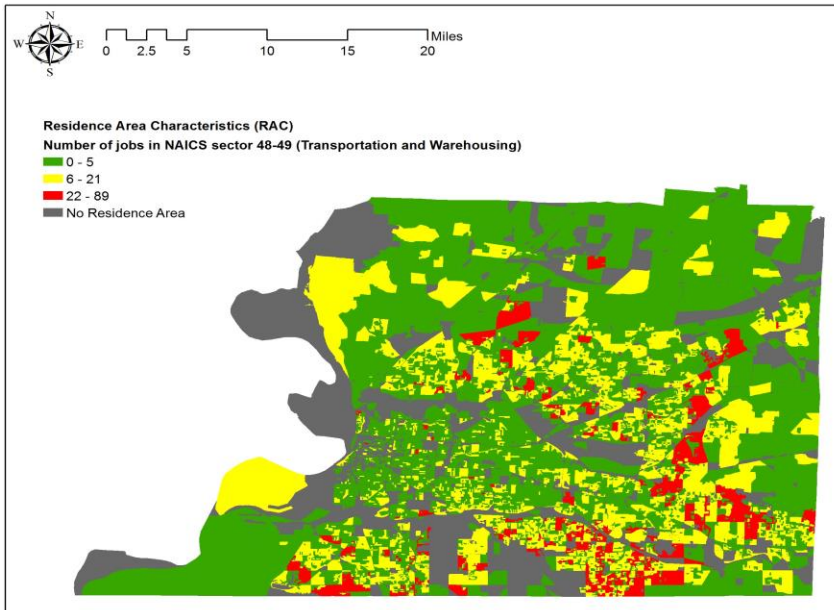 N
W E
S
0 2.5 5 10 15 20 Miles
Residence Area Characteristics (RAC)
Number of jobs in NAICS sector 48-49 (Transportation and Warehousing)
0 - 5
6 - 21
22 - 89
No Residence Area